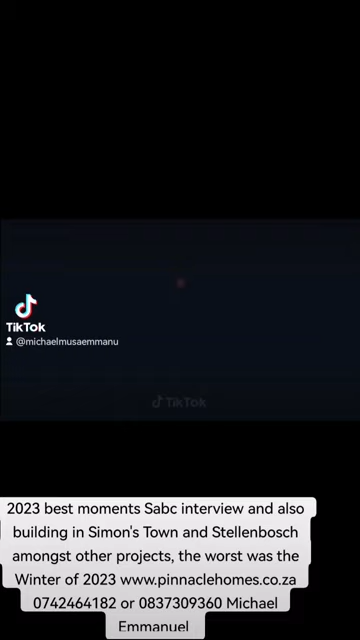 TikTok
@michaelmusaemmanu
TikTok
2023 best moments Sabc interview and also
building in Simon's Town and Stellenbosch
amongst other projects, the worst was the
Winter of 2023 www.pinnaclehomes.co.za
0742464182 or 0837309360 Michael
Emmanuel